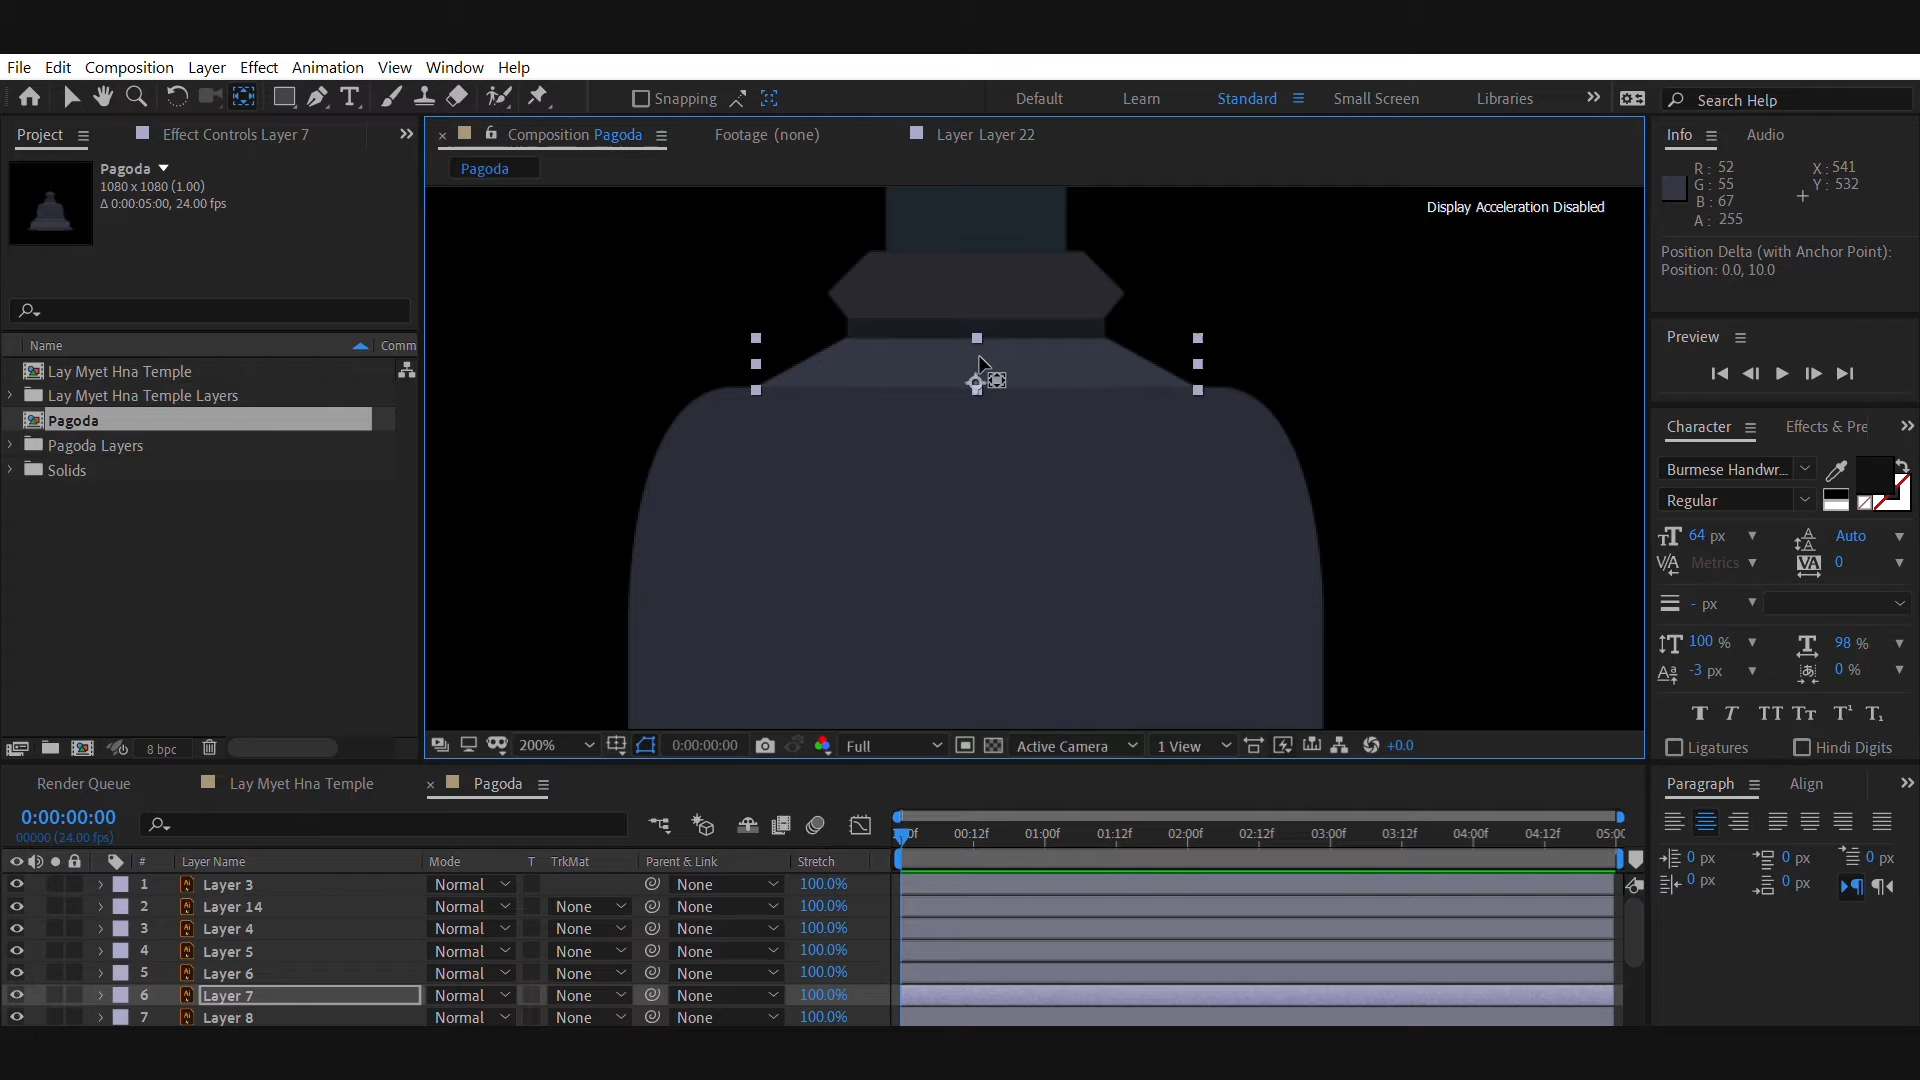 File Edit Composition Layer Effect Animation View Window Help
Snapping Default Learn Standard Small Screen Libraries Search Help
Project Effect Controls Layer 7 Composition Pagoda Footage (none) Layer Layer 22 Info Audio
Pagoda
1080 x 1080 (1.00)
Δ 0:00:05:00, 24.00 fps
Pagoda
Display Acceleration Disabled
R: 52 X: 541
G: 55 Y: 532
B: 67
A: 255
Position Delta (with Anchor Point):
Position: 0.0, 10.0
Name Comm
Lay Myet Hna Temple
Lay Myet Hna Temple Layers
Pagoda
Pagoda Layers
Solids
Preview
Character Effects & Pre
Burmese Handwr...
Regular
64 px Auto
Metrics 0
- px
100 % 98 %
-3 px 0 %
T T TT Tt T¹ T₁
Ligatures Hindi Digits
8 bpc 200% 0:00:00:00 Full Active Camera 1 View +0.0
Render Queue Lay Myet Hna Temple Pagoda Paragraph Align
0:00:00:00
00000 (24.00 fps)
:00f 00:12f 01:00f 01:12f 02:00f 02:12f 03:00f 03:12f 04:00f 04:12f 05:00
# Layer Name Mode T TrkMat Parent & Link Stretch
1 Layer 3 Normal None 100.0%
2 Layer 14 Normal None None 100.0%
3 Layer 4 Normal None None 100.0%
4 Layer 5 Normal None None 100.0%
5 Layer 6 Normal None None 100.0%
6 Layer 7 Normal None None 100.0%
7 Layer 8 Normal None None 100.0%
0 px 0 px 0 px
0 px 0 px